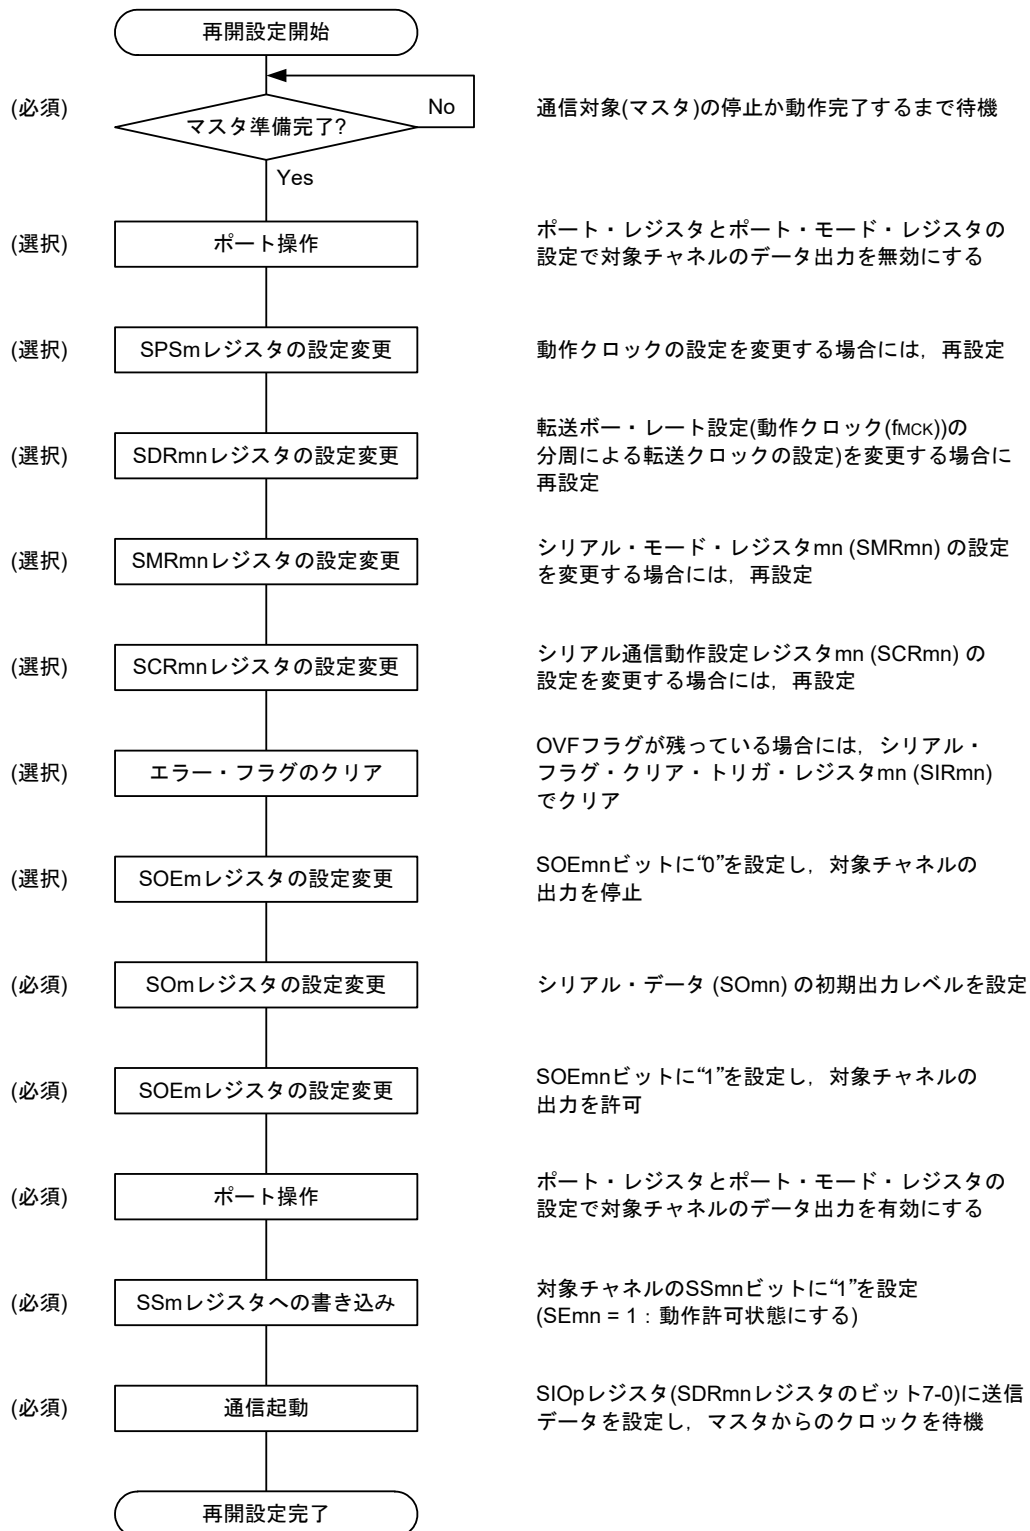 再開設定開始
(必須)
マスタ準備完了?
No
通信対象(マスタ)の停止か動作完了するまで待機
Yes
(選択)
ポート操作
ポート・レジスタとポート・モード・レジスタの
設定で対象チャネルのデータ出力を無効にする
(選択)
SPSmレジスタの設定変更
動作クロックの設定を変更する場合には，再設定
(選択)
SDRmnレジスタの設定変更
転送ボー・レート設定(動作クロック(fMCK))の
分周による転送クロックの設定)を変更する場合に
再設定
(選択)
SMRmnレジスタの設定変更
シリアル・モード・レジスタmn (SMRmn) の設定
を変更する場合には，再設定
(選択)
SCRmnレジスタの設定変更
シリアル通信動作設定レジスタmn (SCRmn) の
設定を変更する場合には，再設定
(選択)
エラー・フラグのクリア
OVFフラグが残っている場合には，シリアル・
フラグ・クリア・トリガ・レジスタmn (SIRmn)
でクリア
(選択)
SOEmレジスタの設定変更
SOEmnビットに“0”を設定し，対象チャネルの
出力を停止
(必須)
SOmレジスタの設定変更
シリアル・データ (SOmn) の初期出力レベルを設定
(必須)
SOEmレジスタの設定変更
SOEmnビットに“1”を設定し，対象チャネルの
出力を許可
(必須)
ポート操作
ポート・レジスタとポート・モード・レジスタの
設定で対象チャネルのデータ出力を有効にする
(必須)
SSmレジスタへの書き込み
対象チャネルのSSmnビットに“1”を設定
(SEmn = 1：動作許可状態にする)
(必須)
通信起動
SIOpレジスタ(SDRmnレジスタのビット7-0)に送信
データを設定し，マスタからのクロックを待機
再開設定完了